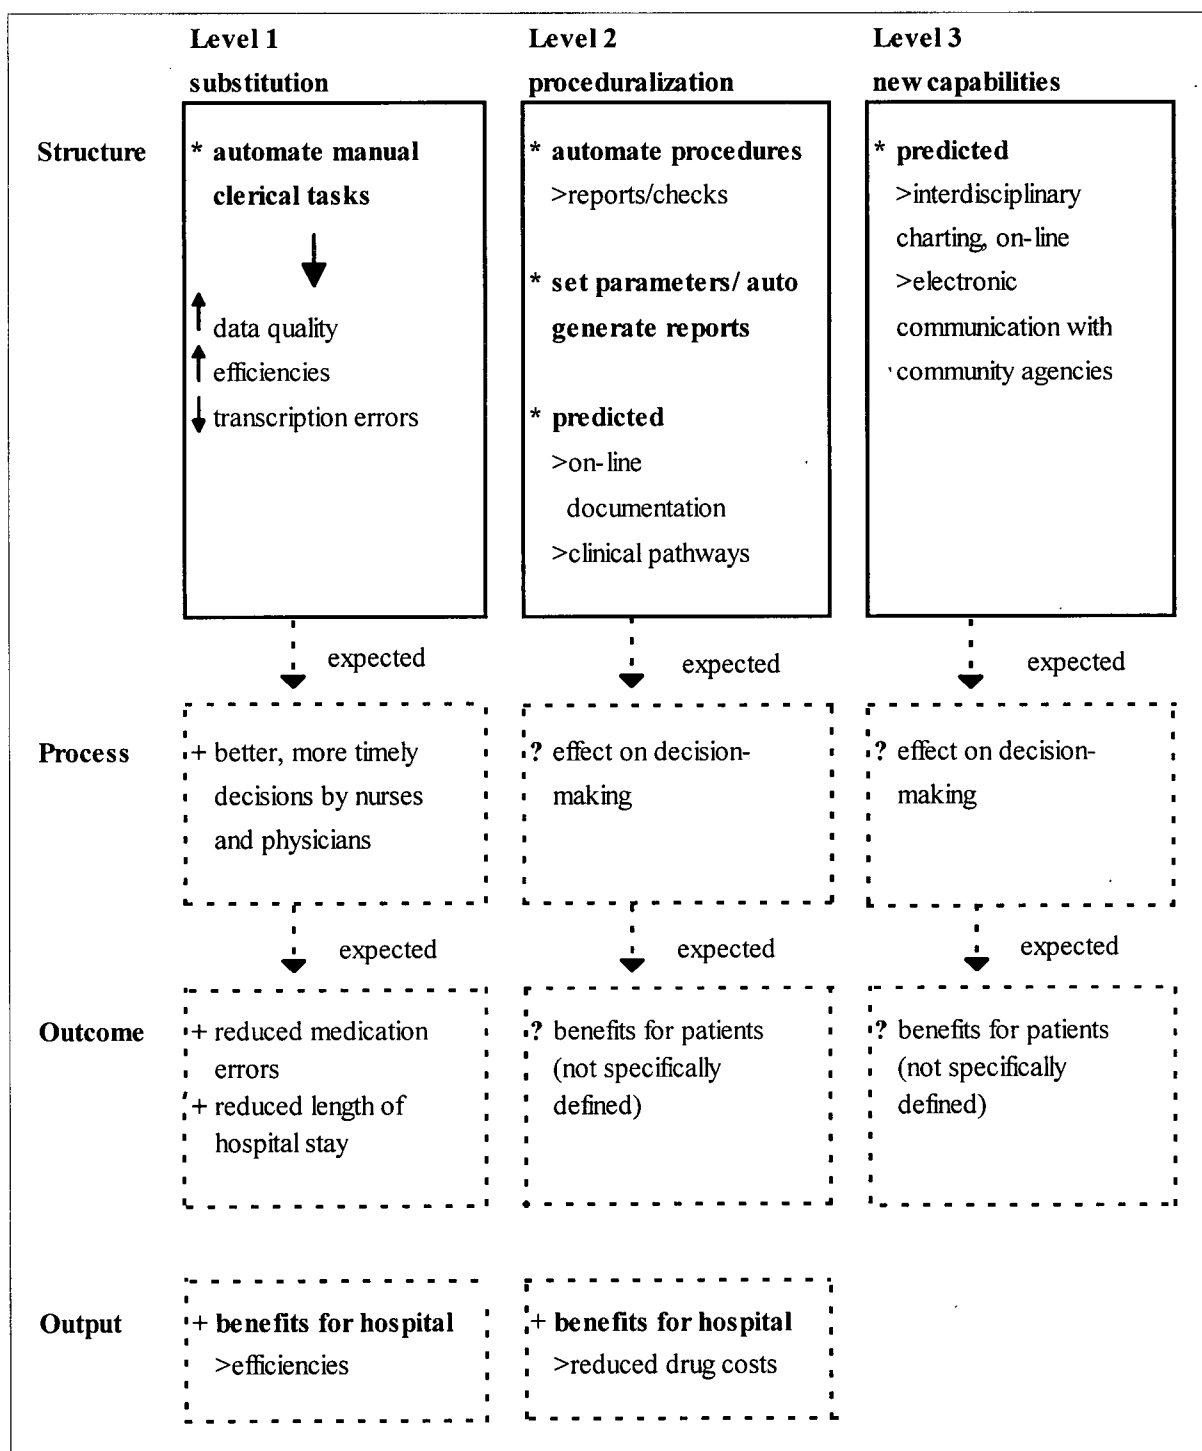 Level 1
substitution
Level 2
proceduralization
Level 3
new capabilities
Structure
* automate manual
clerical tasks
data quality
efficiencies
transcription errors
* automate procedures
>reports/checks
* set parameters/ auto
generate reports
* predicted
>on-line
documentation
>clinical pathways
* predicted
>interdisciplinary
charting, on-line
>electronic
communication with
community agencies
expected
expected
expected
Process
+ better, more timely
decisions by nurses
and physicians
? effect on decision-
making
? effect on decision-
making
expected
expected
expected
Outcome
+ reduced medication
errors
+ reduced length of
hospital stay
? benefits for patients
(not specifically
defined)
? benefits for patients
(not specifically
defined)
Output
+ benefits for hospital
>efficiencies
+ benefits for hospital
>reduced drug costs